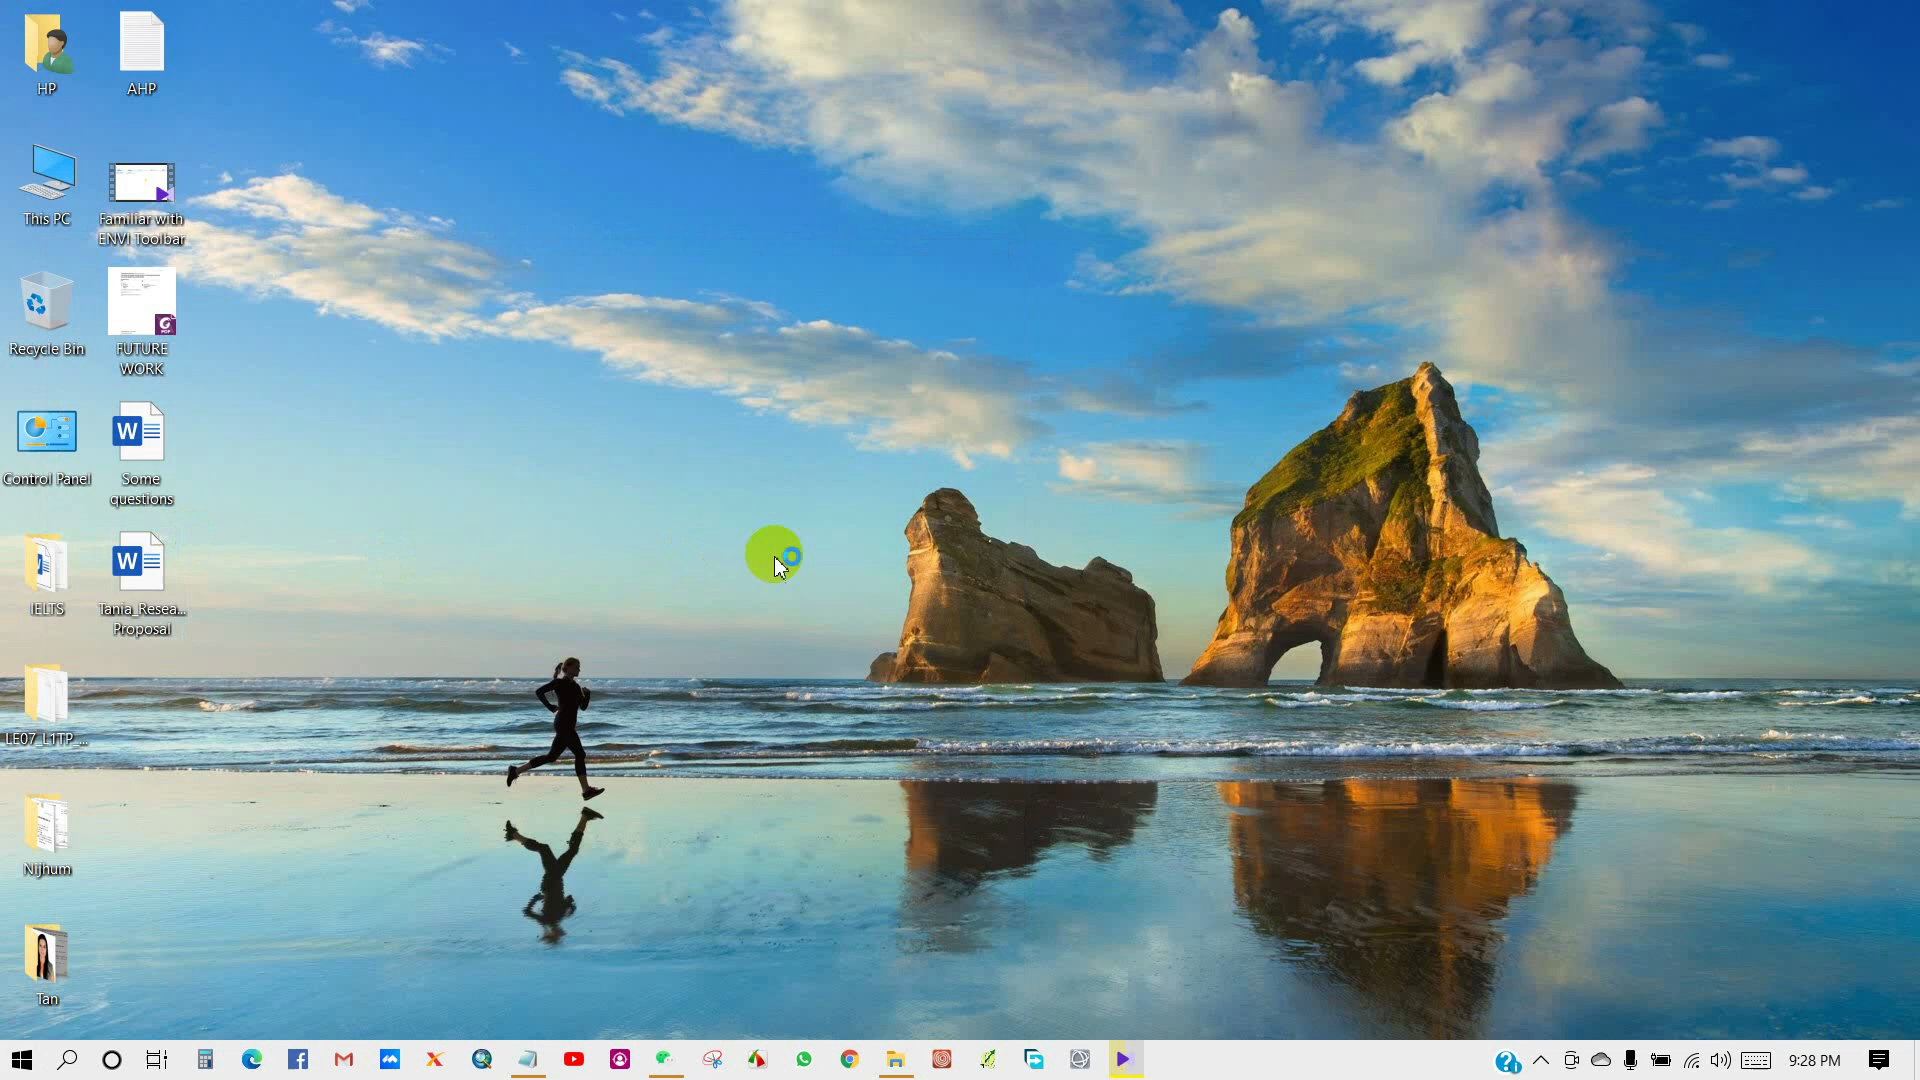 HP
AHP
This PC
Familiar with
ENVI Toolbar
Recycle Bin
FUTURE
WORK
Control Panel
Some
questions
IELTS
Tania_Resea...
Proposal
LE07_L1TP_...
Nijhum
Tan
9:28 PM